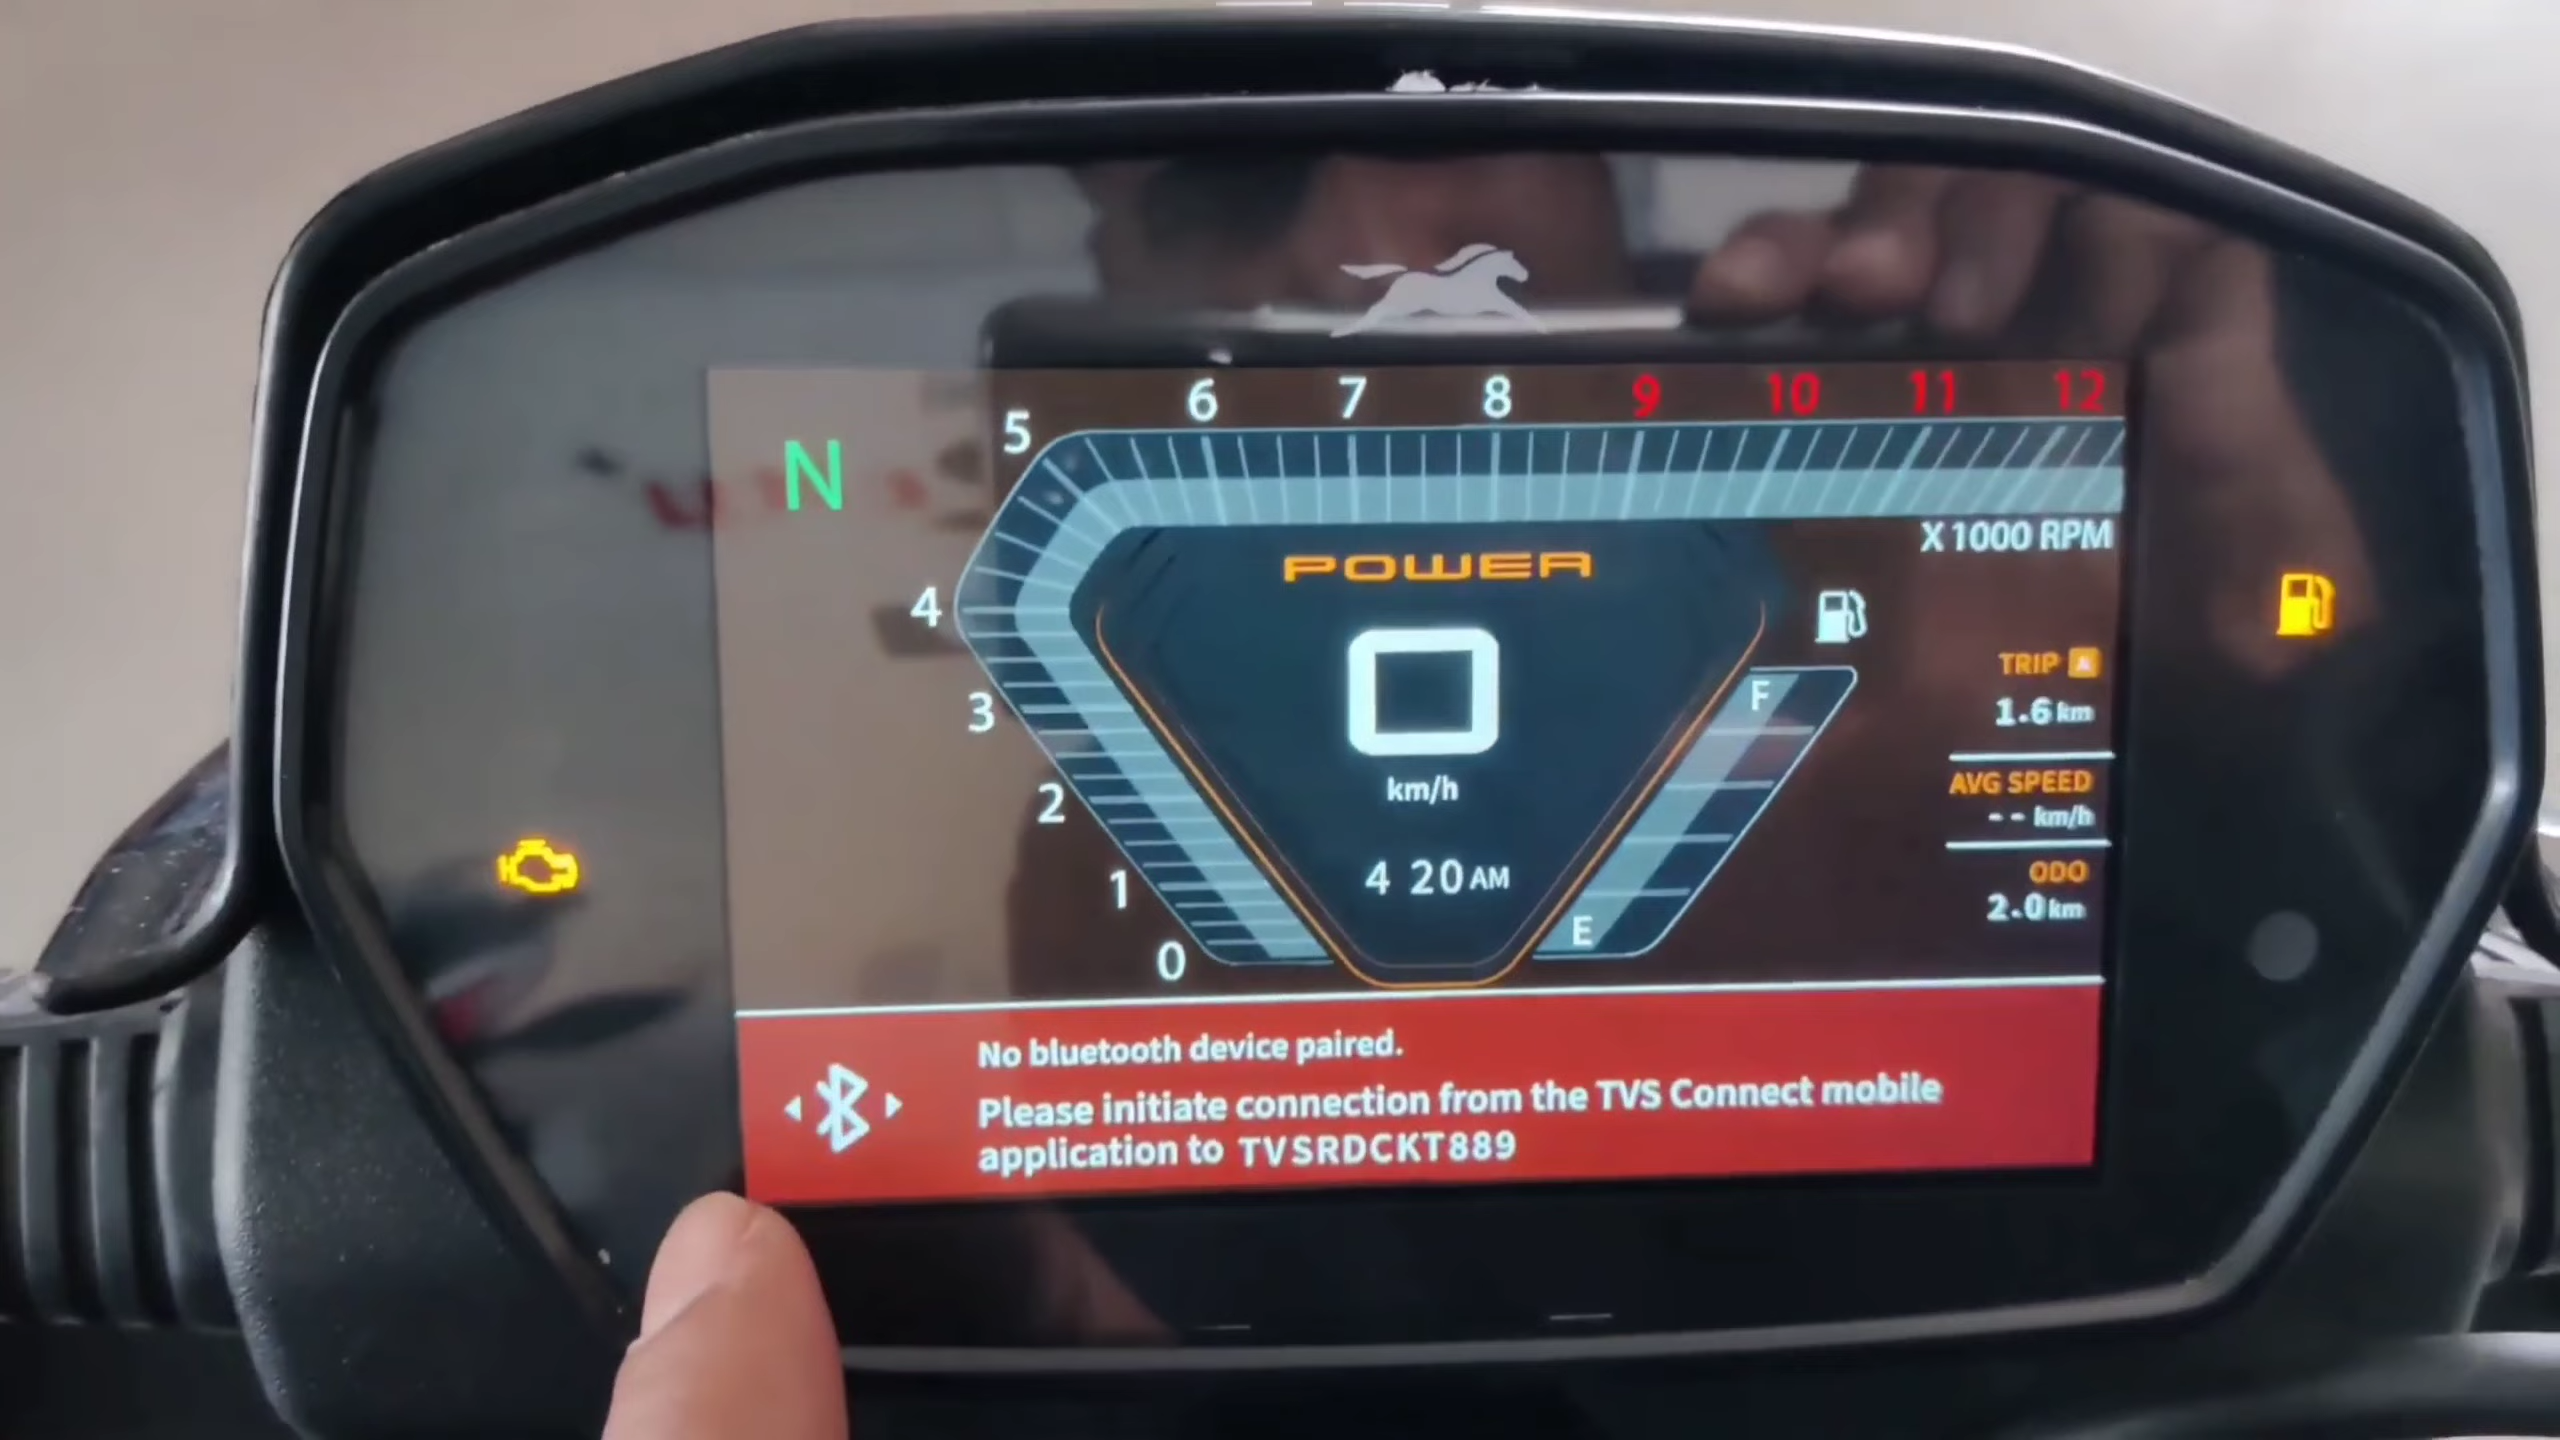 5 6 7 8 9 10 11 12
N
X 1000 RPM
POWER
4
TRIP A
3
F
1.6 km
0
km/h
AVG SPEED
2
-- km/h
1
4 20 AM
ODO
E
2.0 km
0
No bluetooth device paired.
Please initiate connection from the TVS Connect mobile
application to TVSRDCKT889